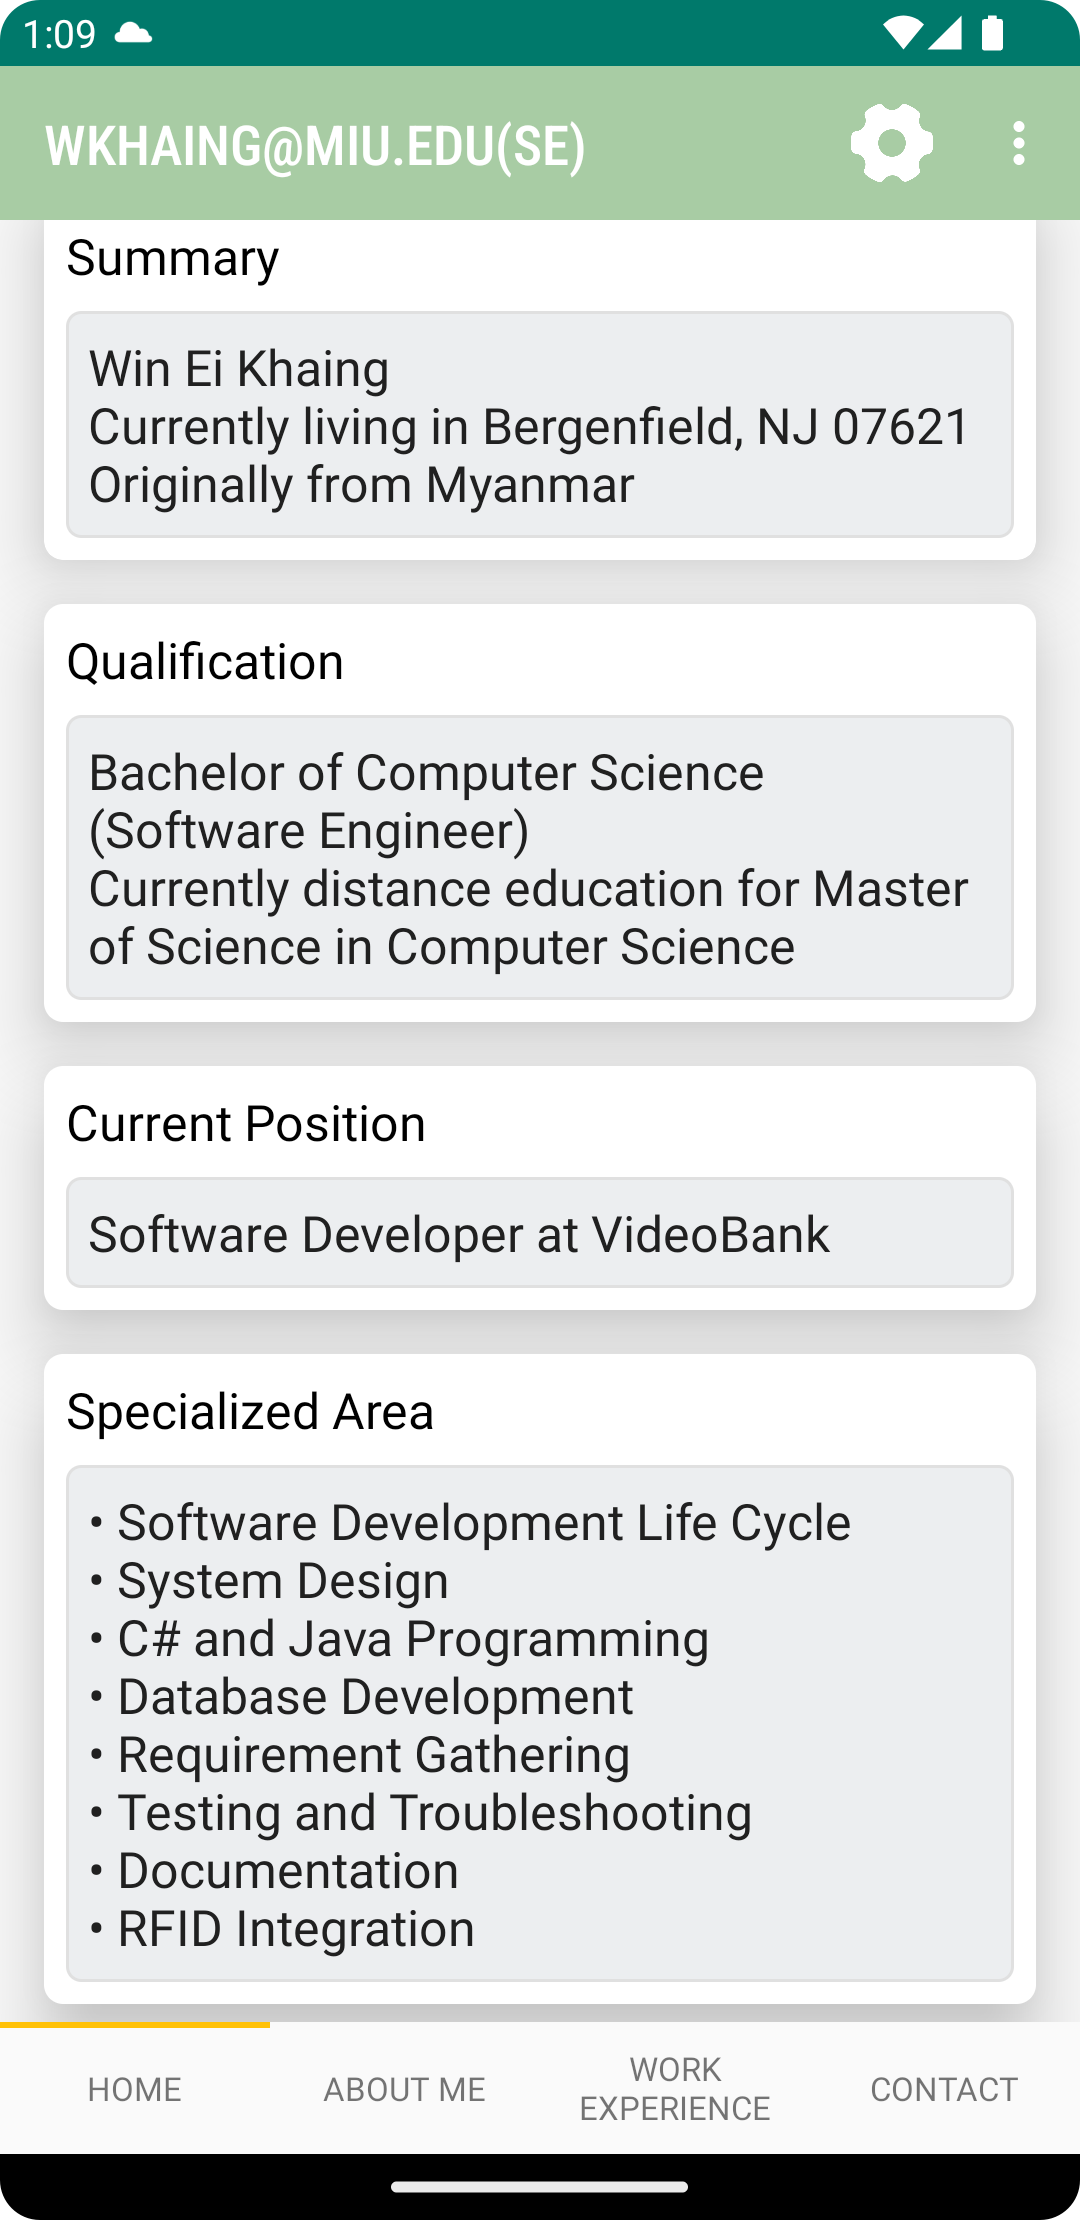 1:09
WKHAING@MIU.EDU(SE)
Summary
Win Ei Khaing
Currently living in Bergenfield, NJ 07621
Originally from Myanmar
Qualification
Bachelor of Computer Science
(Software Engineer)
Currently distance education for Master
of Science in Computer Science
Current Position
Software Developer at VideoBank
Specialized Area
• Software Development Life Cycle
• System Design
• C# and Java Programming
• Database Development
• Requirement Gathering
• Testing and Troubleshooting
• Documentation
• RFID Integration
HOME
ABOUT ME
WORK
EXPERIENCE
CONTACT